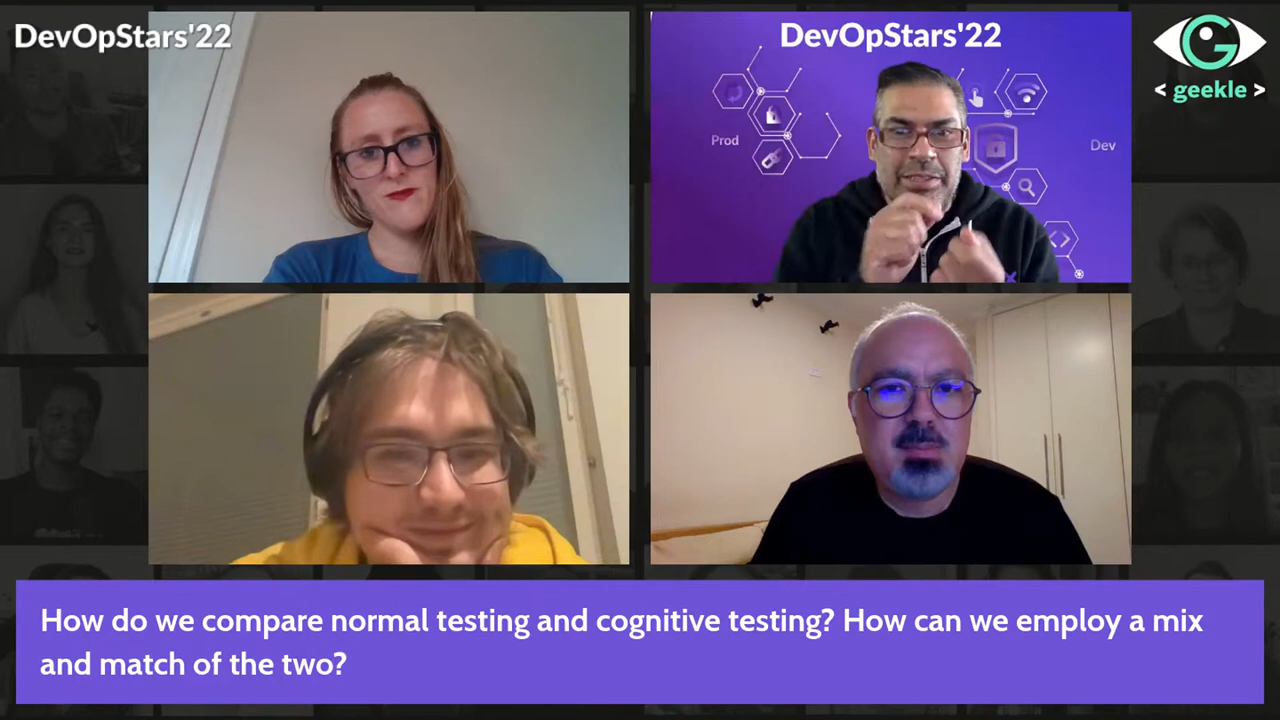 DevOpStars'22
DevOpStars'22
< geekle >
Prod
Dev
How do we compare normal testing and cognitive testing? How can we employ a mix
and match of the two?